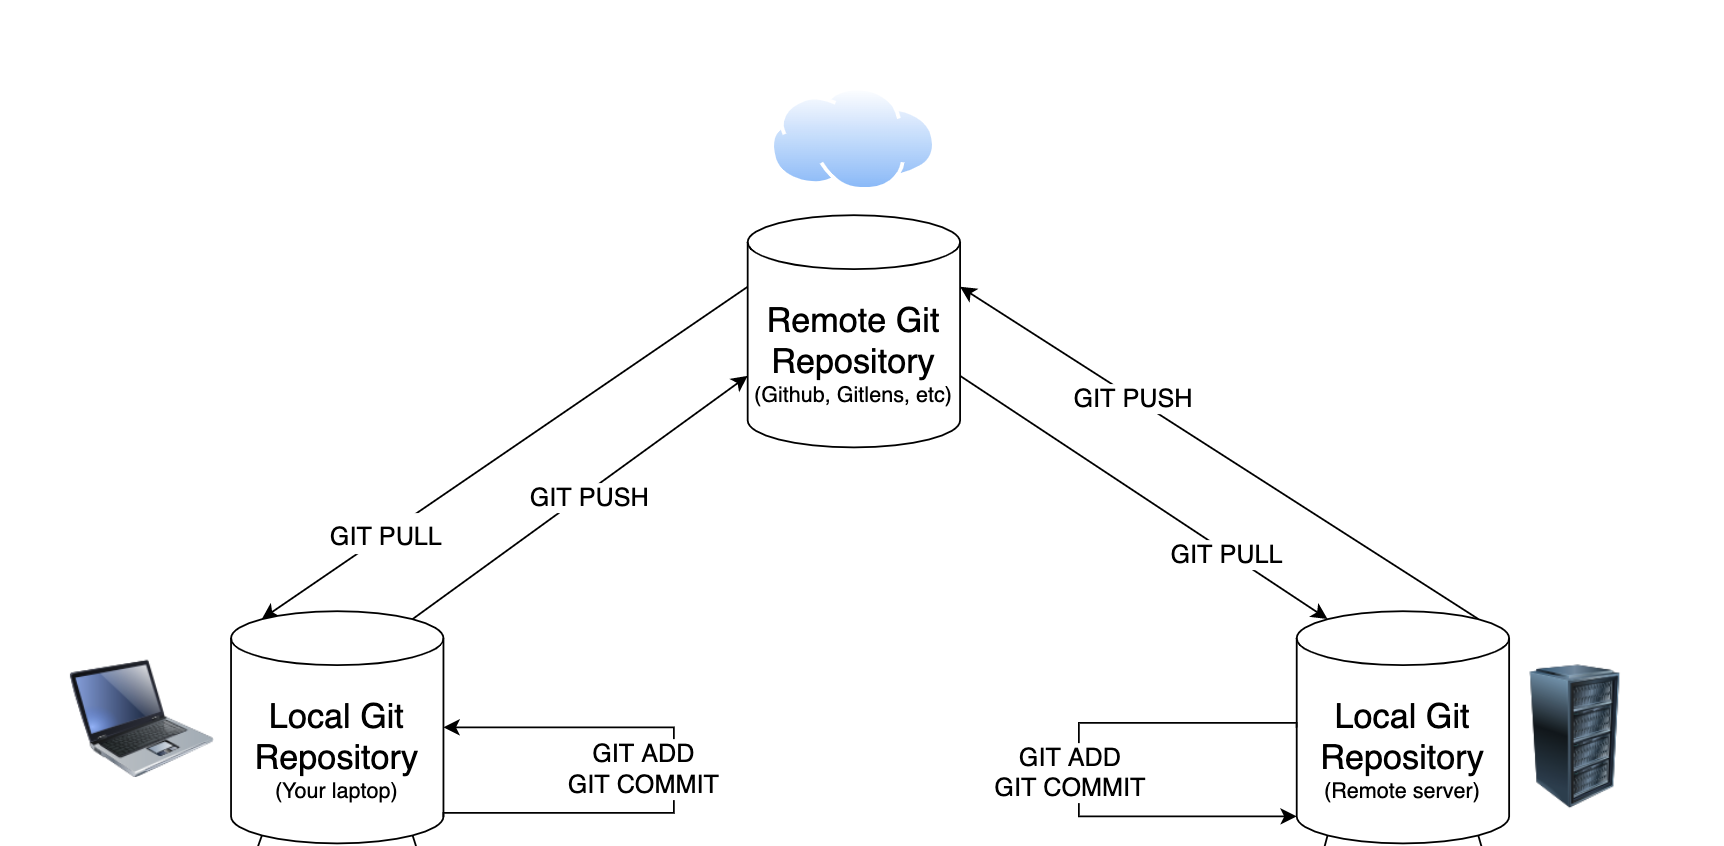 Remote Git
Repository
(Github, Gitlens, etc)
GIT PUSH
GIT PUSH
GIT PULL
GIT PULL
Local Git
Repository
(Your laptop)
GIT ADD
GIT COMMIT
GIT ADD
GIT COMMIT
Local Git
Repository
(Remote server)